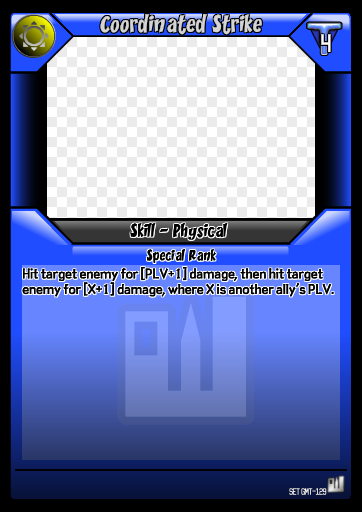 Coordinated Strike
4
Skill - Physical
Special Rank
Hit target enemy for [PLV+1] damage, then hit target
enemy for [X+1] damage, where X is another ally's PLV.
SET GMT-129